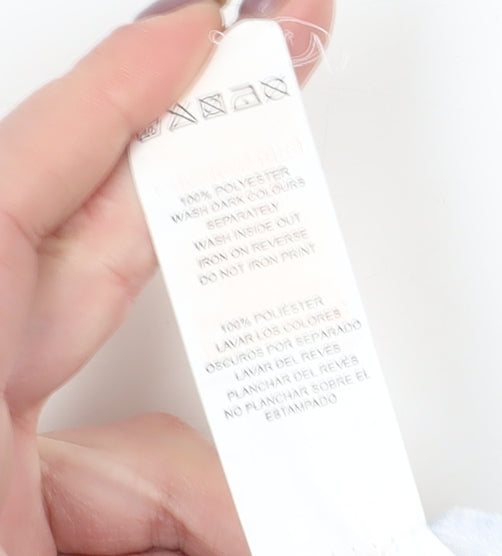 100% POLYESTER
WASH DARK COLOURS
SEPARATELY
WASH INSIDE OUT
IRON ON REVERSE
DO NOT IRON PRINT
100% POLIÉSTER
LAVAR LOS COLORES
OSCUROS POR SEPARADO
LAVAR DEL REVÉS
PLANCHAR DEL REVÉS
NO PLANCHAR SOBRE EL
ESTAMPADO